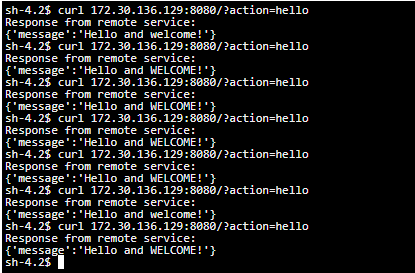 sh-4.2$ curl 172.30.136.129:8080/?action=hello
Response from remote service:
{'message':'Hello and welcome!'}
sh-4.2$ curl 172.30.136.129:8080/?action=hello
Response from remote service:
{'message':'Hello and WELCOME!'}
sh-4.2$ curl 172.30.136.129:8080/?action=hello
Response from remote service:
{'message':'Hello and WELCOME!'}
sh-4.2$ curl 172.30.136.129:8080/?action=hello
Response from remote service:
{'message':'Hello and WELCOME!'}
sh-4.2$ curl 172.30.136.129:8080/?action=hello
Response from remote service:
{'message':'Hello and WELCOME!'}
sh-4.2$ curl 172.30.136.129:8080/?action=hello
Response from remote service:
{'message':'Hello and welcome!'}
sh-4.2$ curl 172.30.136.129:8080/?action=hello
Response from remote service:
{'message':'Hello and WELCOME!'}
sh-4.2$